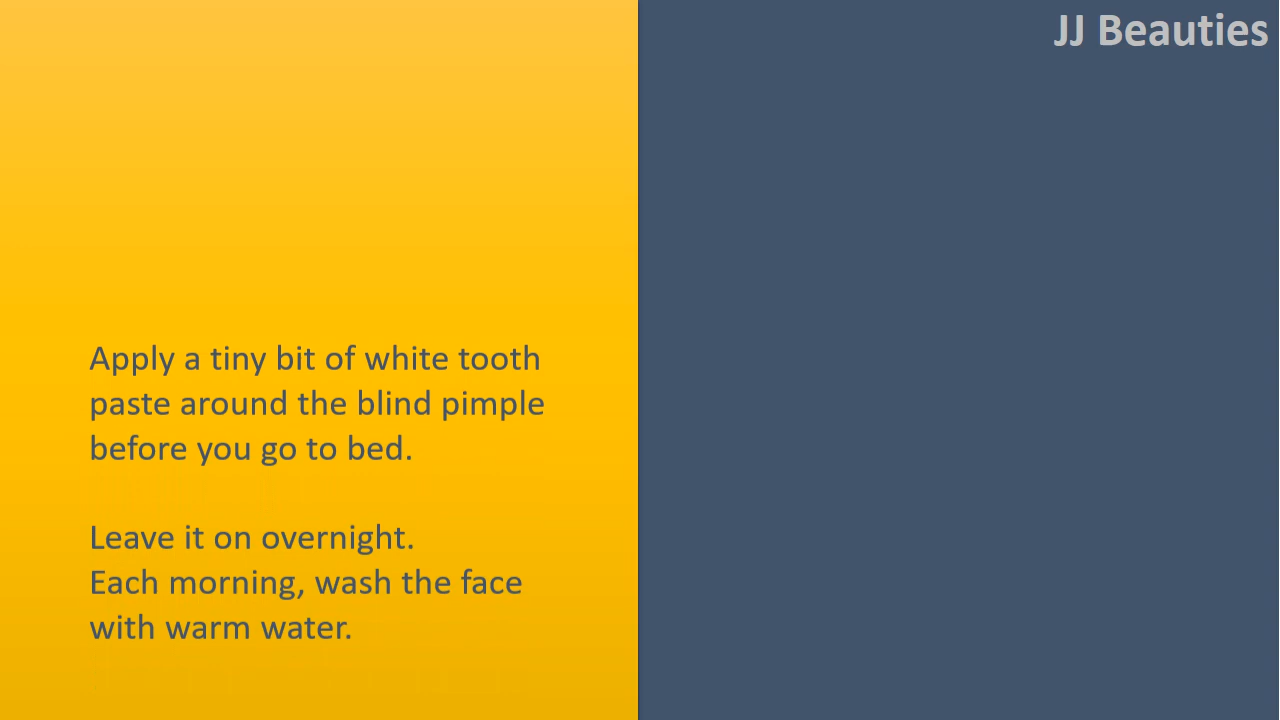 JJ Beauties
Apply a tiny bit of white tooth
paste around the blind pimple
before you go to bed.
Leave it on overnight.
Each morning, wash the face
with warm water.